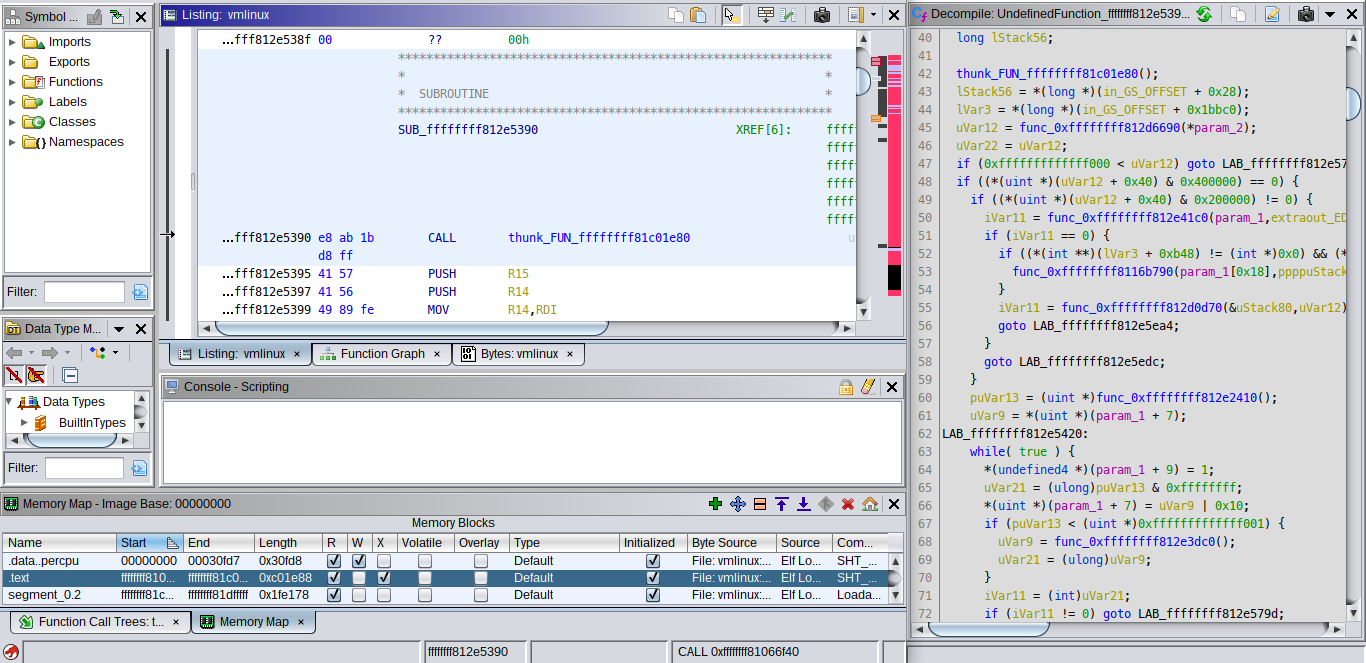 Symbol ...
Imports
Exports
Functions
Labels
Classes
Namespaces
Filter:
Data Type M...
Data Types
BuiltInTypes
Filter:
Listing: vmlinux
...fff812e538f 00 ?? 00h
**************************************************************
* *
* SUBROUTINE *
**************************************************************
SUB_ffffffff812e5390 XREF[6]: fffff
fffff
fffff
fffff
fffff
fffff
...fff812e5390 e8 ab 1b CALL thunk_FUN_ffffffff81c01e80 u
d8 ff
...fff812e5395 41 57 PUSH R15
...fff812e5397 41 56 PUSH R14
...fff812e5399 49 89 fe MOV R14,RDI
Listing: vmlinux × Function Graph × Bytes: vmlinux ×
Console - Scripting
Memory Map - Image Base: 00000000
Memory Blocks
Name Start End Length R W X Volatile Overlay Type Initialized Byte Source Source Com...
.data..percpu 00000000 00030fd7 0x30fd8 Default File: vmlinux:... Elf Lo... SHT_...
.text ffffffff810... ffffffff81c0... 0xc01e88 Default File: vmlinux:... Elf Lo... SHT_...
segment_0.2 ffffffff81c... ffffffff81dfffff 0x1fe178 Default File: vmlinux:... Elf Lo... Loada...
Function Call Trees: t... × Memory Map ×
ffffffff812e5390 CALL 0xffffffff81066f40
Decompile: UndefinedFunction_ffffffff812e539...
40 long lStack56;
41
42 thunk_FUN_ffffffff81c01e80();
43 lStack56 = *(long *)(in_GS_OFFSET + 0x28);
44 lVar3 = *(long *)(in_GS_OFFSET + 0x1bbc0);
45 uVar12 = func_0xffffffff812d6690(*param_2);
46 uVar22 = uVar12;
47 if (0xfffffffffffff000 < uVar12) goto LAB_ffffffff812e57
48 if ((*(uint *)(uVar12 + 0x40) & 0x400000) == 0) {
49 if ((*(uint *)(uVar12 + 0x40) & 0x200000) != 0) {
50 iVar11 = func_0xffffffff812e41c0(param_1,extraout_ED
51 if (iVar11 == 0) {
52 if ((*(int **)(lVar3 + 0xb48) != (int *)0x0) && (*
53 func_0xffffffff8116b790(param_1[0x18],ppppuStack
54 }
55 iVar11 = func_0xffffffff812d0d70(&uStack80,uVar12)
56 goto LAB_ffffffff812e5ea4;
57 }
58 goto LAB_ffffffff812e5edc;
59 }
60 puVar13 = (uint *)func_0xffffffff812e2410();
61 uVar9 = *(uint *)(param_1 + 7);
62 LAB_ffffffff812e5420:
63 while( true ) {
64 *(undefined4 *)(param_1 + 9) = 1;
65 uVar21 = (ulong)puVar13 & 0xffffffff;
66 *(uint *)(param_1 + 7) = uVar9 | 0x10;
67 if (puVar13 < (uint *)0xfffffffffffff001) {
68 uVar9 = func_0xffffffff812e3dc0();
69 uVar21 = (ulong)uVar9;
70 }
71 iVar11 = (int)uVar21;
72 if (iVar11 != 0) goto LAB_ffffffff812e579d;